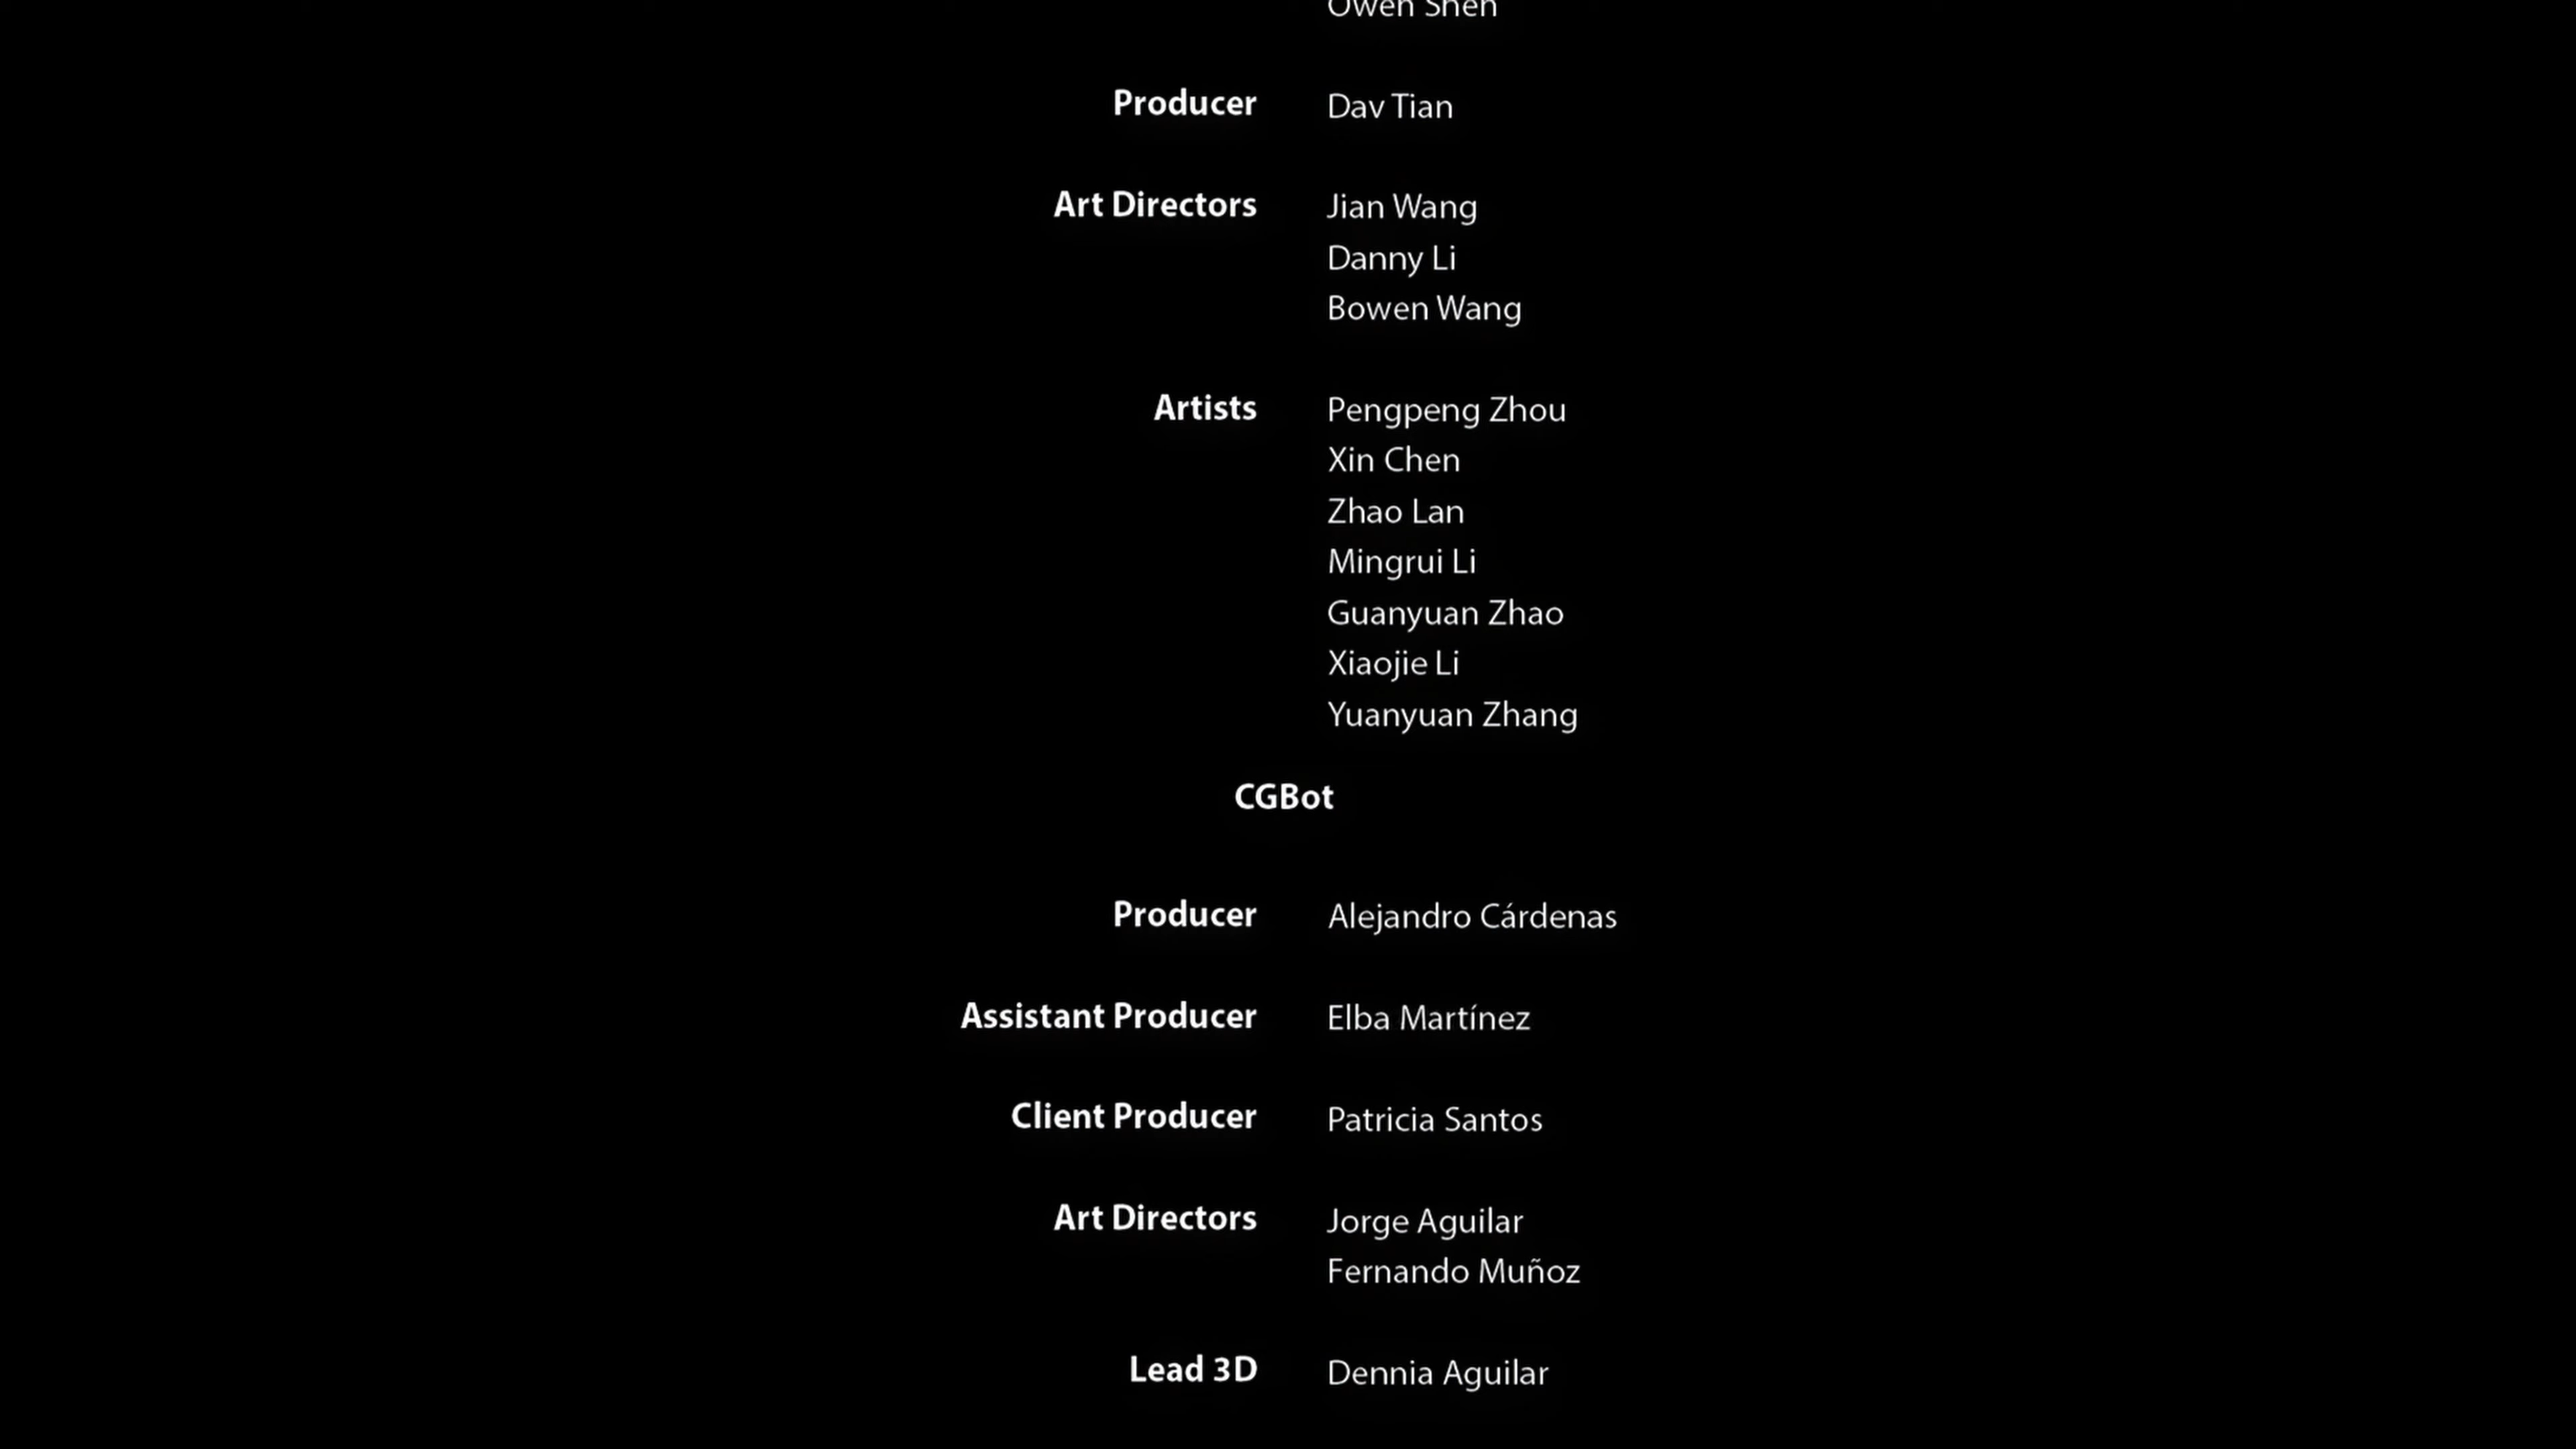 Owen Shen
Producer Dav Tian
Art Directors Jian Wang
Danny Li
Bowen Wang
Artists Pengpeng Zhou
Xin Chen
Zhao Lan
Mingrui Li
Guanyuan Zhao
Xiaojie Li
Yuanyuan Zhang
CGBot
Producer Alejandro Cárdenas
Assistant Producer Elba Martínez
Client Producer Patricia Santos
Art Directors Jorge Aguilar
Fernando Muñoz
Lead 3D Dennia Aguilar